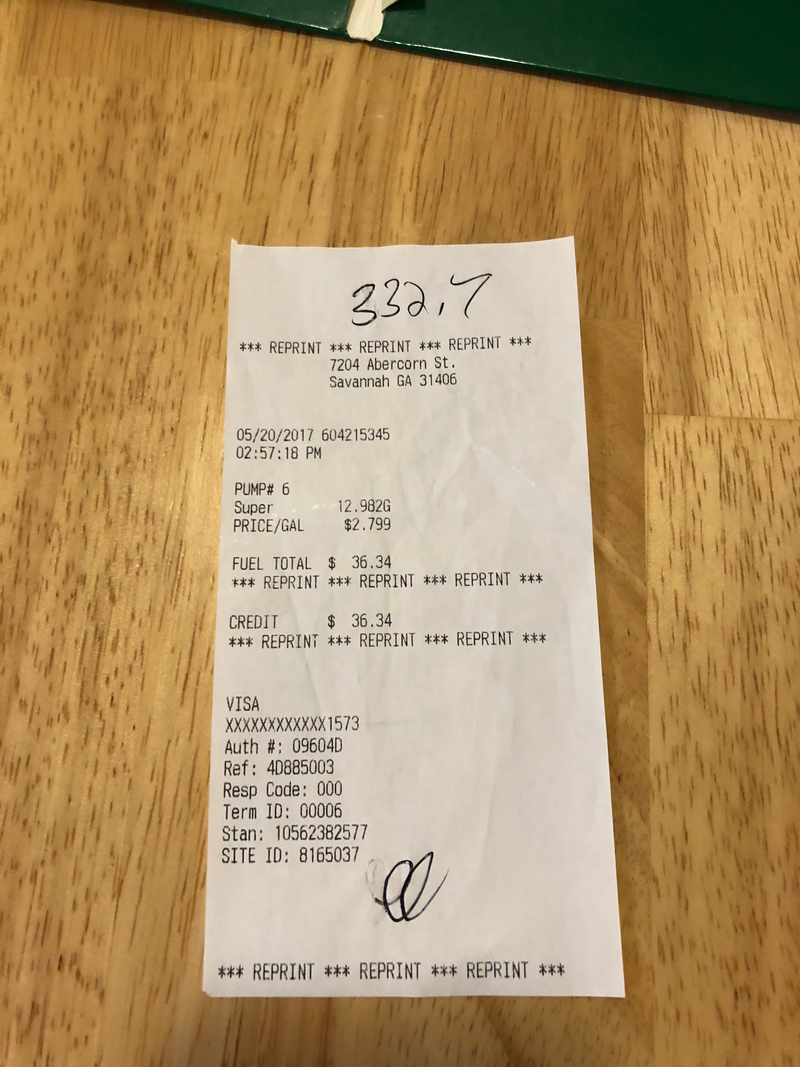 332.7
*** REPRINT *** REPRINT *** REPRINT ***
7204 Abercorn St.
Savannah GA 31406
05/20/2017 604215345
02:57:18 PM
PUMP# 6
Super 12.982G
PRICE/GAL $2.799
FUEL TOTAL $ 36.34
*** REPRINT *** REPRINT *** REPRINT ***
CREDIT $ 36.34
*** REPRINT *** REPRINT *** REPRINT ***
VISA
XXXXXXXXXXXX1573
Auth #: 09604D
Ref: 4D885003
Resp Code: 000
Term ID: 00006
Stan: 10562382577
SITE ID: 8165037
*** REPRINT *** REPRINT *** REPRINT ***